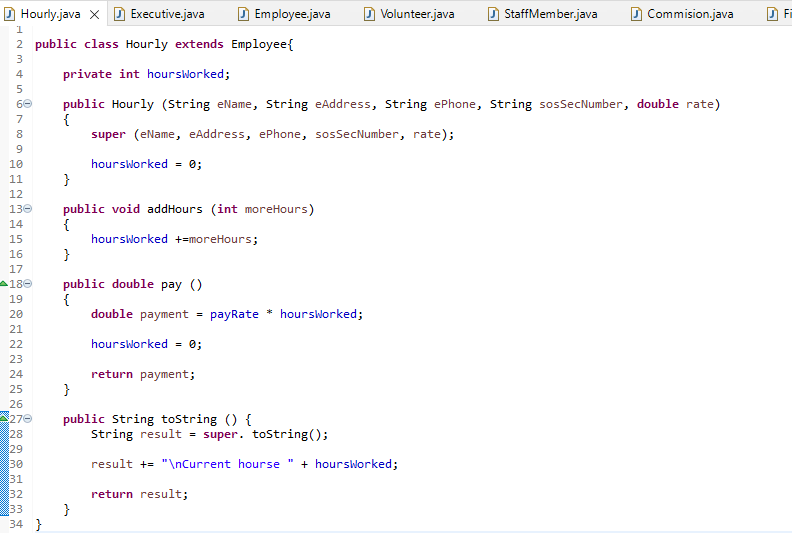 Hourly.java Executive.java Employee.java Volunteer.java StaffMember.java Commision.java Fi
1
2 public class Hourly extends Employee{
3
4 private int hoursWorked;
5
6 public Hourly (String eName, String eAddress, String ePhone, String sosSecNumber, double rate)
7 {
8 super (eName, eAddress, ePhone, sosSecNumber, rate);
9
10 hoursWorked = 0;
11 }
12
13 public void addHours (int moreHours)
14 {
15 hoursWorked +=moreHours;
16 }
17
18 public double pay ()
19 {
20 double payment = payRate * hoursWorked;
21
22 hoursWorked = 0;
23
24 return payment;
25 }
26
27 public String toString () {
28 String result = super. toString();
29
30 result += "\nCurrent hourse " + hoursWorked;
31
32 return result;
33 }
34 }